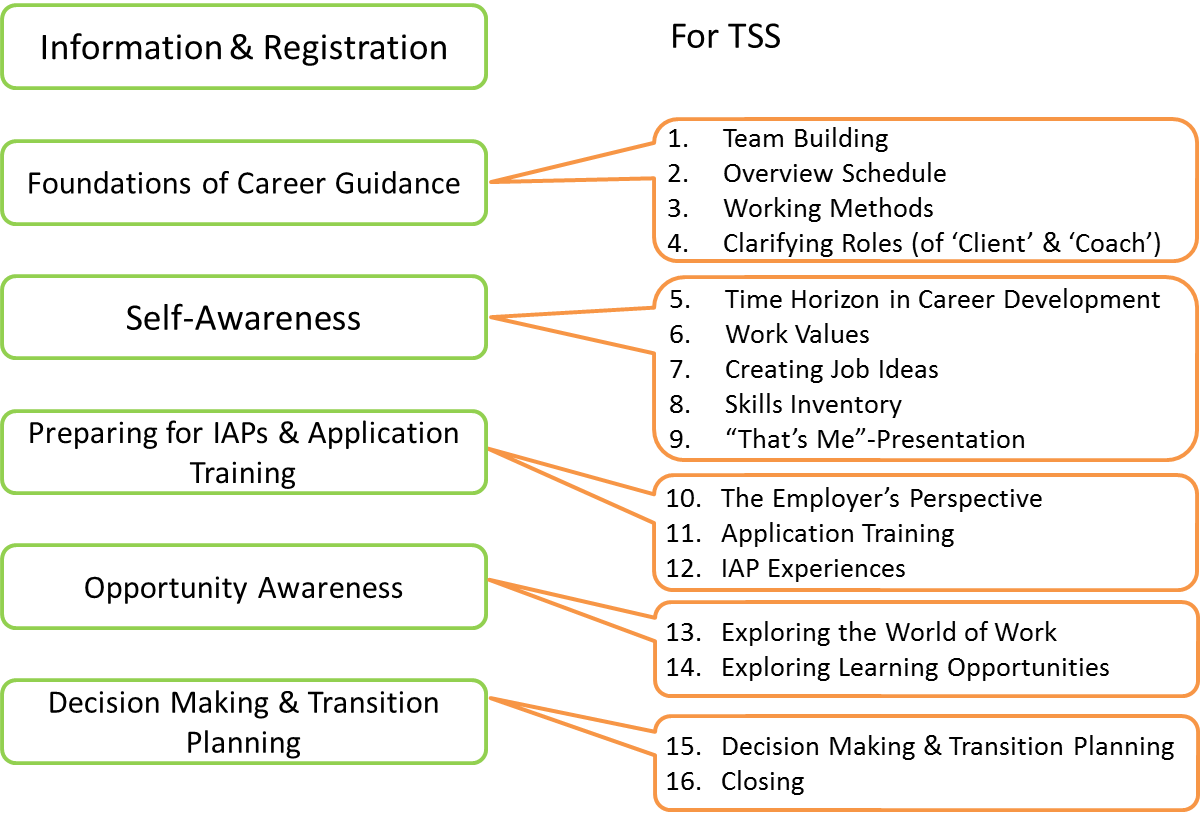 Information & Registration
For TSS
Foundations of Career Guidance
1. Team Building
2. Overview Schedule
3. Working Methods
4. Clarifying Roles (of ‘Client’ & ‘Coach’)
Self-Awareness
5. Time Horizon in Career Development
6. Work Values
7. Creating Job Ideas
8. Skills Inventory
9. “That’s Me”-Presentation
Preparing for IAPs & Application
Training
10. The Employer’s Perspective
11. Application Training
12. IAP Experiences
Opportunity Awareness
13. Exploring the World of Work
14. Exploring Learning Opportunities
Decision Making & Transition
Planning
15. Decision Making & Transition Planning
16. Closing